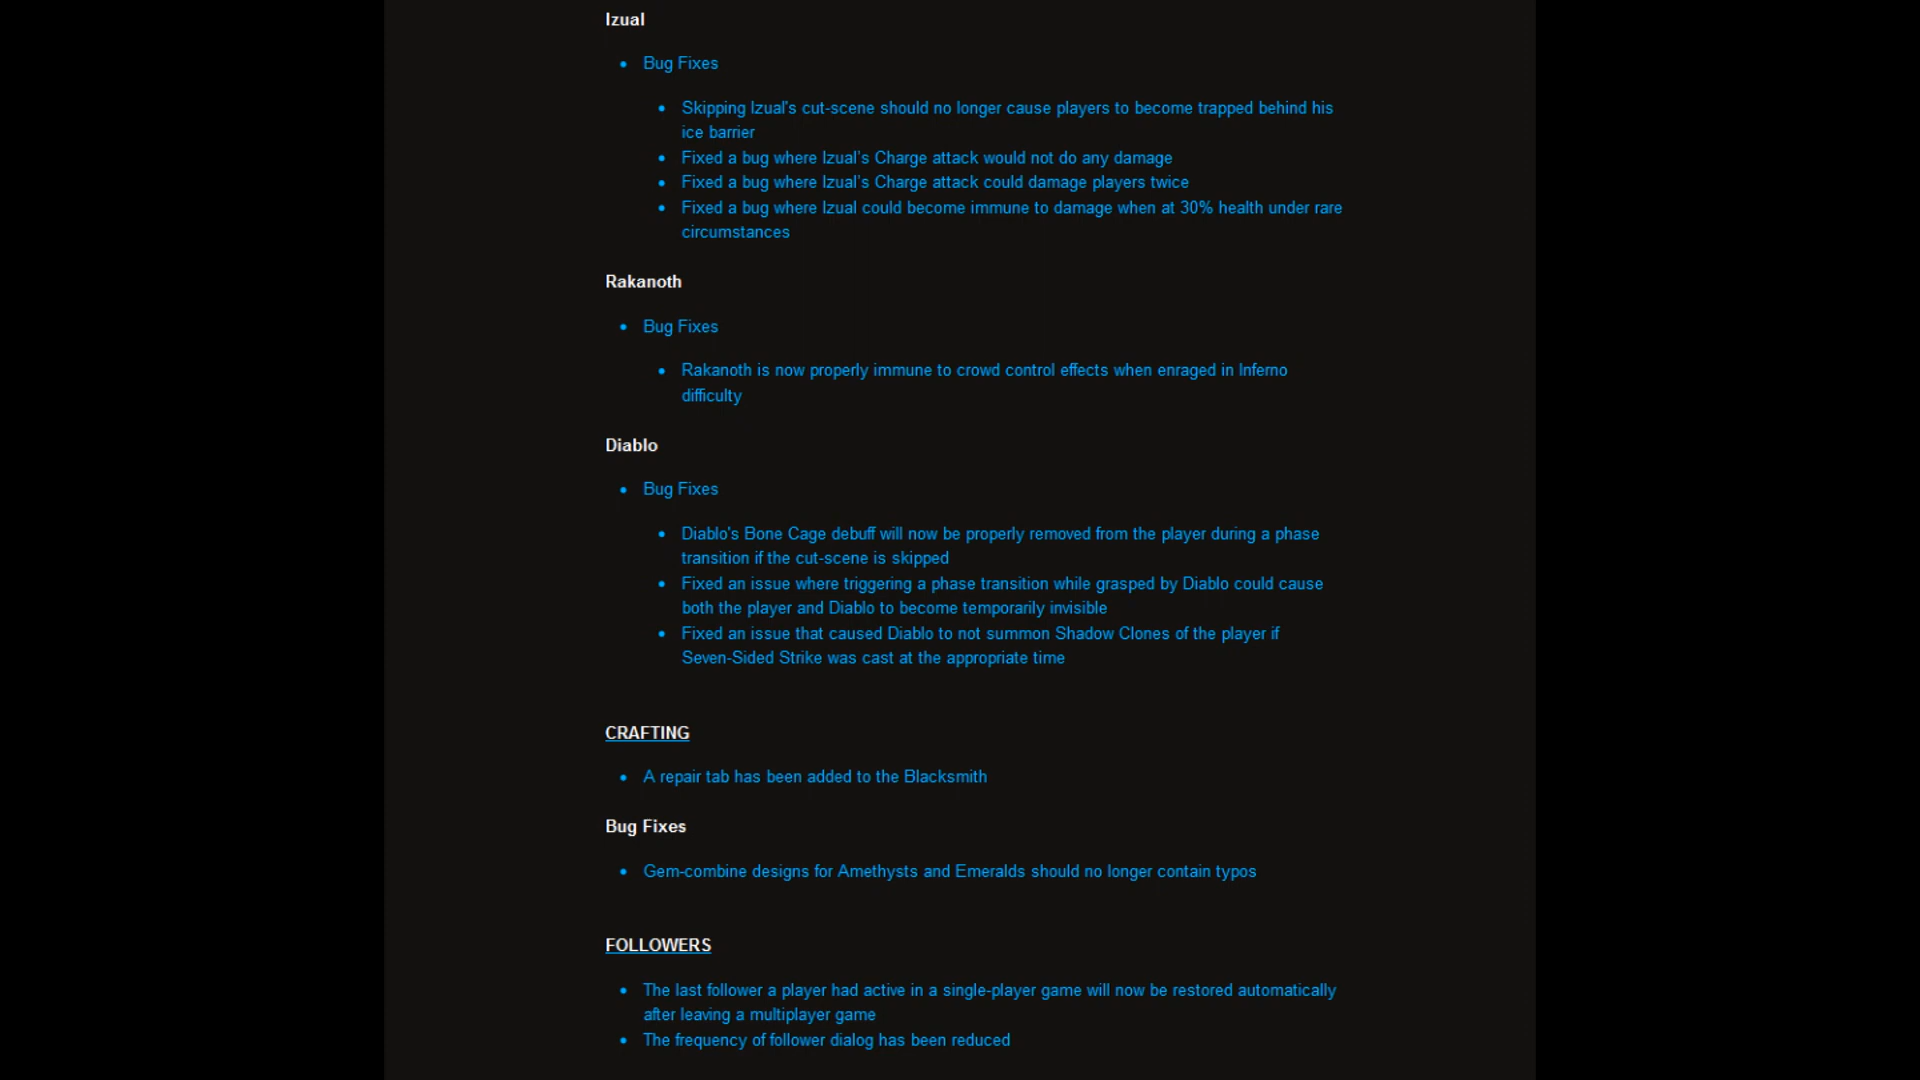 Izual
Bug Fixes
Skipping Izual's cut-scene should no longer cause players to become trapped behind his
ice barrier
Fixed a bug where Izual's Charge attack would not do any damage
Fixed a bug where Izual's Charge attack could damage players twice
Fixed a bug where Izual could become immune to damage when at 30% health under rare
circumstances
Rakanoth
Bug Fixes
Rakanoth is now properly immune to crowd control effects when enraged in Inferno
difficulty
Diablo
Bug Fixes
Diablo's Bone Cage debuff will now be properly removed from the player during a phase
transition if the cut-scene is skipped
Fixed an issue where triggering a phase transition while grasped by Diablo could cause
both the player and Diablo to become temporarily invisible
Fixed an issue that caused Diablo to not summon Shadow Clones of the player if
Seven-Sided Strike was cast at the appropriate time
CRAFTING
A repair tab has been added to the Blacksmith
Bug Fixes
Gem-combine designs for Amethysts and Emeralds should no longer contain typos
FOLLOWERS
The last follower a player had active in a single-player game will now be restored automatically
after leaving a multiplayer game
The frequency of follower dialog has been reduced